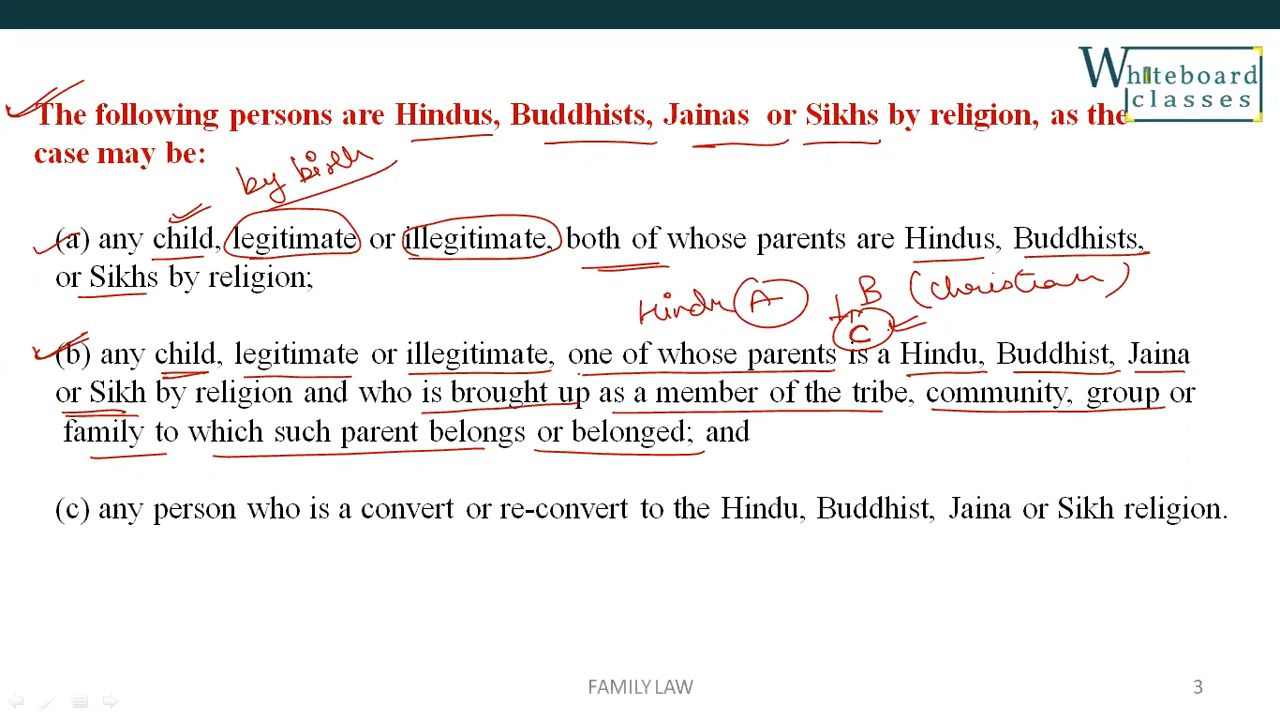 Whiteboard
classes
The following persons are Hindus, Buddhists, Jainas or Sikhs by religion, as the
case may be:
by birth
(a) any child, legitimate or illegitimate, both of whose parents are Hindus, Buddhists,
or Sikhs by religion;
Hindu A B (Christian)
C
(b) any child, legitimate or illegitimate, one of whose parents is a Hindu, Buddhist, Jaina
or Sikh by religion and who is brought up as a member of the tribe, community, group or
family to which such parent belongs or belonged; and
(c) any person who is a convert or re-convert to the Hindu, Buddhist, Jaina or Sikh religion.
FAMILY LAW
3